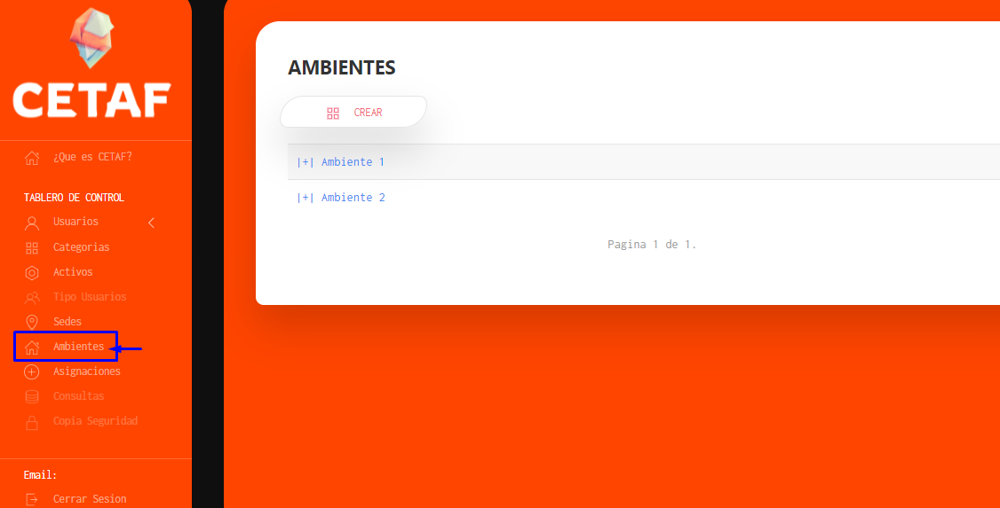 CETAF
¿Que es CETAF?
TABLERO DE CONTROL
Usuarios
Categorias
Activos
Tipo Usuarios
Sedes
Ambientes
Asignaciones
Consultas
Copia Seguridad
Email:
Cerrar Sesion
AMBIENTES
CREAR
|+| Ambiente 1
|+| Ambiente 2
Pagina 1 de 1.